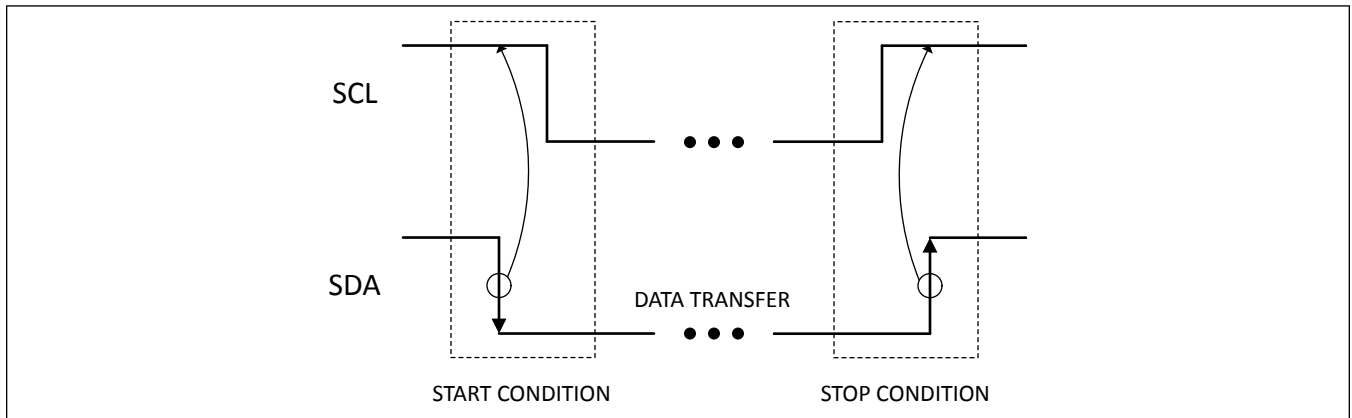 SCL
SDA
DATA TRANSFER
START CONDITION
STOP CONDITION